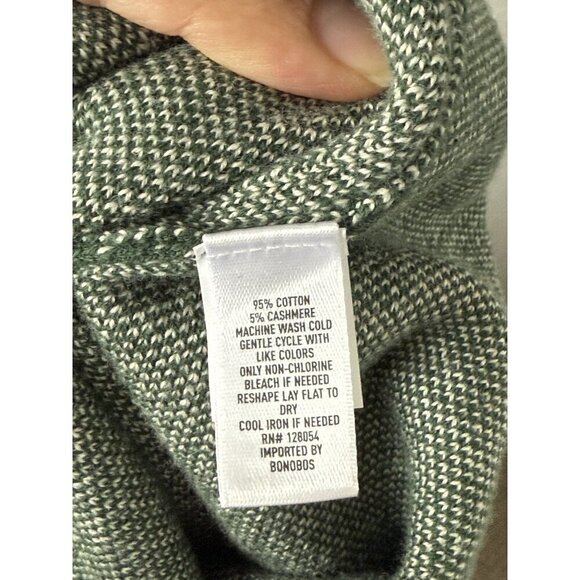 95% COTTON
5% CASHMERE
MACHINE WASH COLD
GENTLE CYCLE WITH
LIKE COLORS
ONLY NON-CHLORINE
BLEACH IF NEEDED
RESHAPE LAY FLAT TO
DRY
COOL IRON IF NEEDED
RN# 128054
IMPORTED BY
BONOBOS